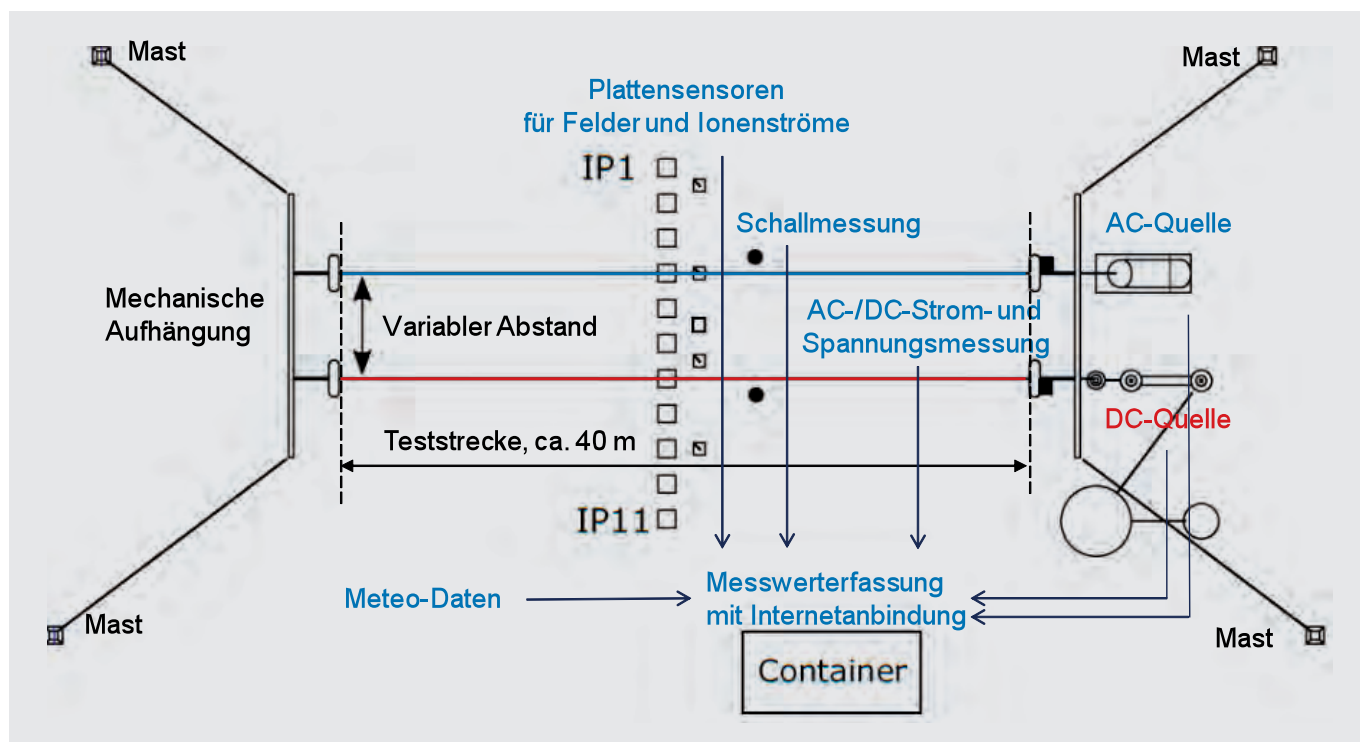 Mast
Mast
Plattensensoren
für Felder und Ionenströme
IP1
Schallmessung
AC-Quelle
Mechanische
Aufhängung
Variabler Abstand
AC-/DC-Strom- und
Spannungsmessung
DC-Quelle
Teststrecke, ca. 40 m
IP11
Meteo-Daten
Messwerterfassung
mit Internetanbindung
Mast
Mast
Container